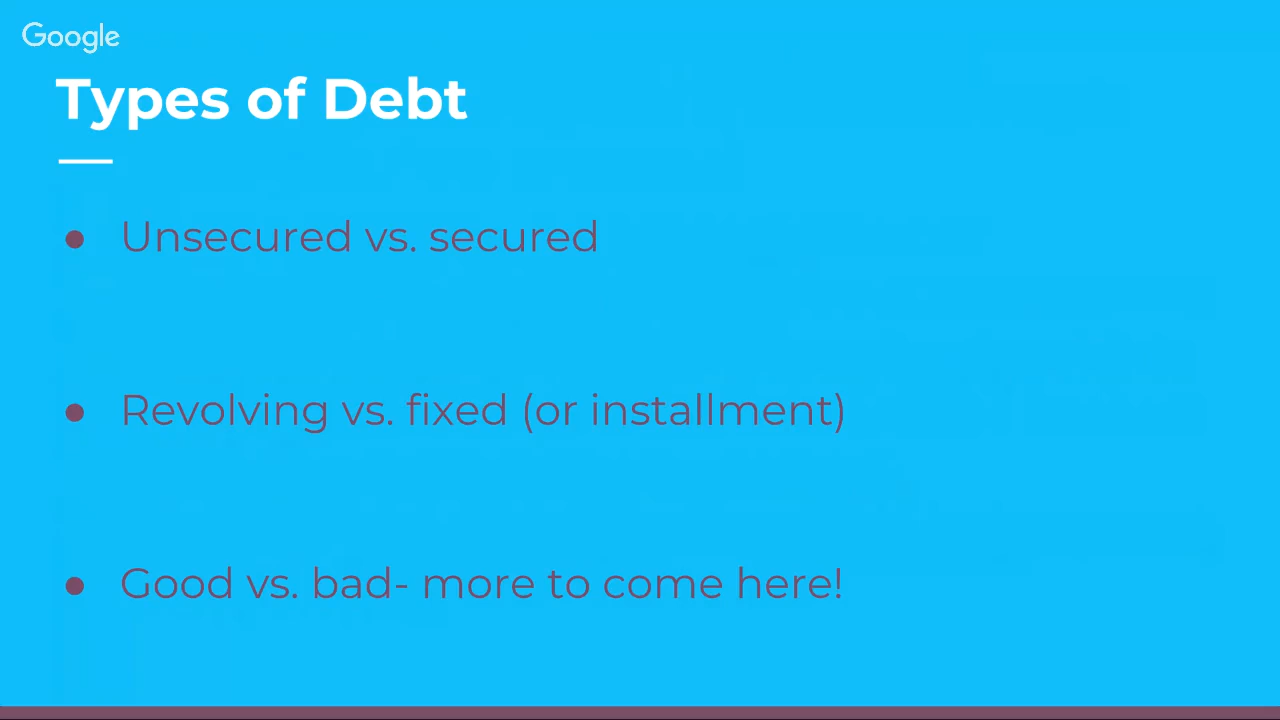 Google
Types of Debt
● Unsecured vs. secured
● Revolving vs. fixed (or installment)
● Good vs. bad- more to come here!